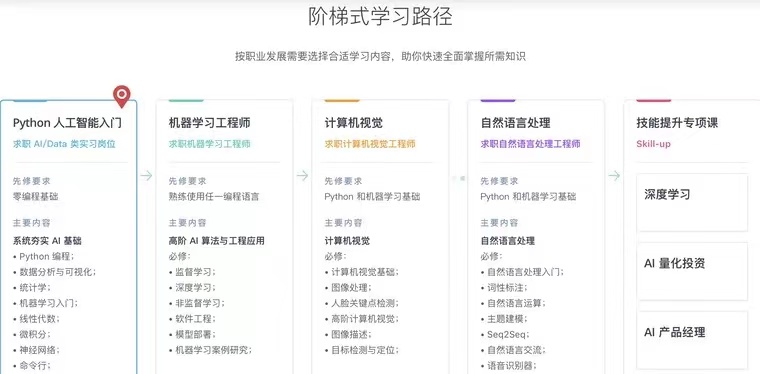 阶梯式学习路径
按职业发展需要选择合适学习内容，助你快速全面掌握所需知识
Python 人工智能入门
求职 AI/Data 类实习岗位
先修要求
零编程基础
主要内容
系统夯实 AI 基础
• Python 编程；
• 数据分析与可视化；
• 统计学；
• 机器学习入门；
• 线性代数；
• 微积分；
• 神经网络；
• 命令行；
机器学习工程师
求职机器学习工程师
先修要求
熟练使用任一编程语言
主要内容
高阶 AI 算法与工程应用
必修：
• 监督学习；
• 深度学习；
• 非监督学习；
• 软件工程；
• 模型部署；
• 机器学习案例研究；
计算机视觉
求职计算机视觉工程师
先修要求
Python 和机器学习基础
主要内容
计算机视觉
必修：
• 计算机视觉基础；
• 图像处理；
• 人脸关键点检测；
• 高阶计算机视觉；
• 图像描述；
• 目标检测与定位；
自然语言处理
求职自然语言处理工程师
先修要求
Python 和机器学习基础
主要内容
自然语言处理
必修：
• 自然语言处理入门；
• 词性标注；
• 自然语言运算；
• 主题建模；
• Seq2Seq；
• 自然语言交流；
• 语音识别器；
技能提升专项课
Skill-up
深度学习
AI 量化投资
AI 产品经理